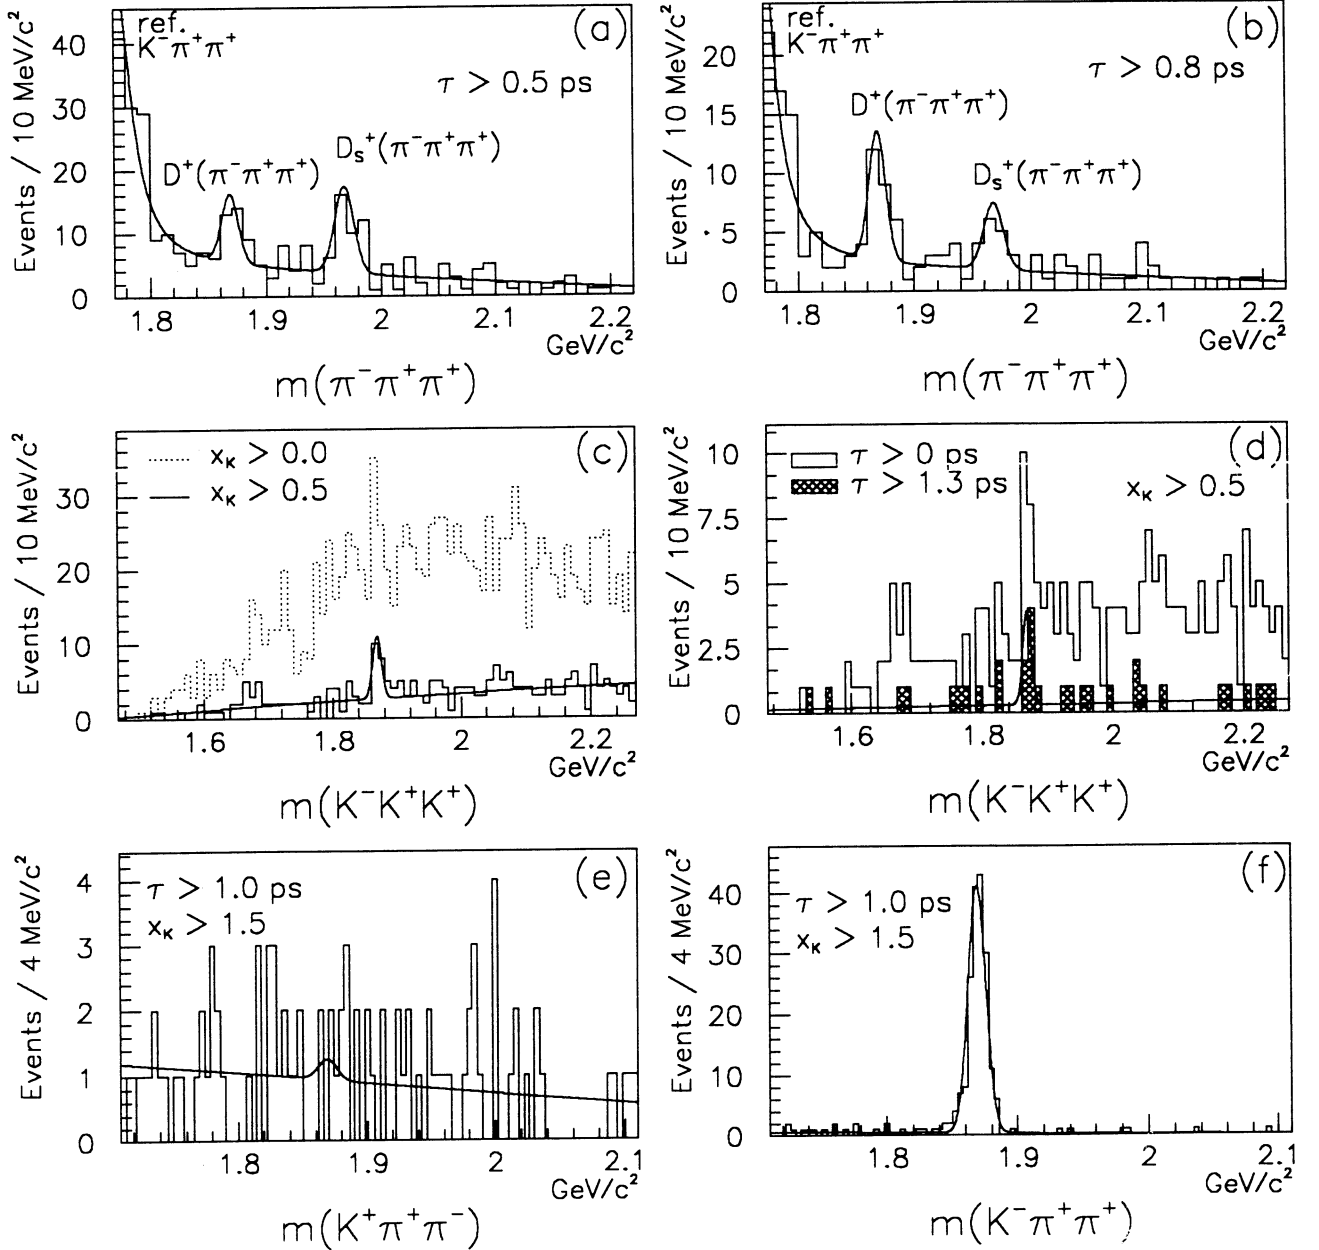 (a)
ref.
K⁻π⁺π⁺
τ > 0.5 ps
D⁺(π⁻π⁺π⁺)
Dₛ⁺(π⁻π⁺π⁺)
Events / 10 MeV/c²
40
30
20
10
0
1.8 1.9 2 2.1 2.2
GeV/c²
m(π⁻π⁺π⁺)
(b)
ref.
K⁻π⁺π⁺
τ > 0.8 ps
D⁺(π⁻π⁺π⁺)
Dₛ⁺(π⁻π⁺π⁺)
Events / 10 MeV/c²
20
15
10
5
0
1.8 1.9 2 2.1 2.2
GeV/c²
m(π⁻π⁺π⁺)
(c)
x_K > 0.0
x_K > 0.5
Events / 10 MeV/c²
30
20
10
0
1.6 1.8 2 2.2
GeV/c²
m(K⁻K⁺K⁺)
(d)
τ > 0 ps
τ > 1.3 ps
x_K > 0.5
Events / 10 MeV/c²
10
7.5
5
2.5
0
1.6 1.8 2 2.2
GeV/c²
m(K⁻K⁺K⁺)
(e)
τ > 1.0 ps
x_K > 1.5
Events / 4 MeV/c²
4
3
2
1
0
1.8 1.9 2 2.1
GeV/c²
m(K⁺π⁺π⁻)
(f)
τ > 1.0 ps
x_K > 1.5
Events / 4 MeV/c²
40
30
20
10
0
1.8 1.9 2 2.1
GeV/c²
m(K⁻π⁺π⁺)